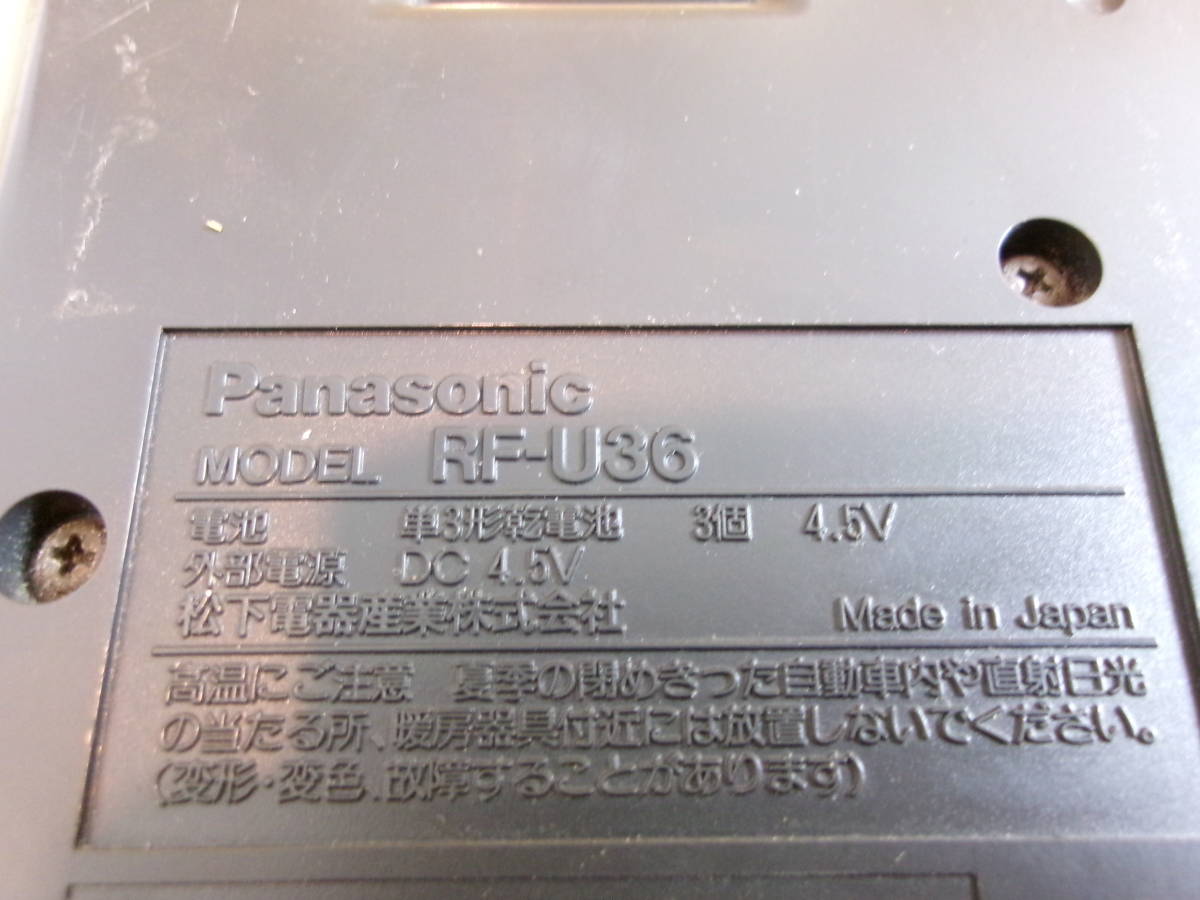 Panasonic
MODEL RF-U36
電池 単3形乾電池 3個 4.5V
外部電源 DC 4.5V
松下電器産業株式会社 Made in Japan
高温にご注意 夏季の閉めきった自動車内や直射日光
の当たる所、暖房器具付近には放置しないでください。
(変形・変色、故障することがあります)